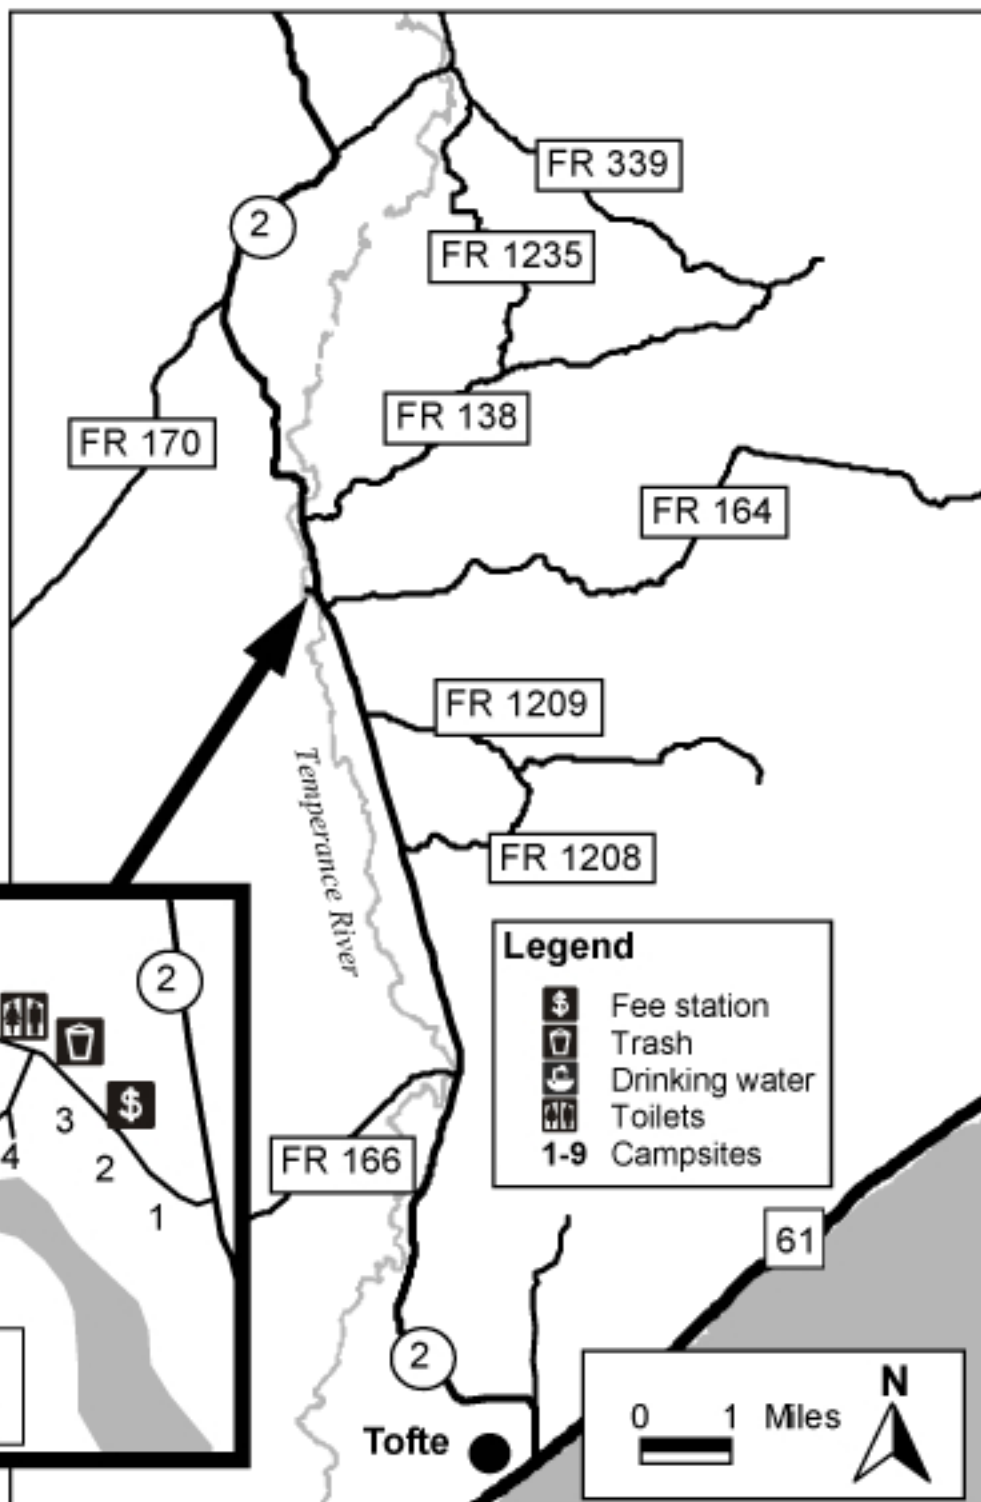 FR 339
2
FR 1235
FR 138
FR 170
FR 164
FR 1209
Temperance River
FR 1208
Legend
$ Fee station
Trash
Drinking water
Toilets
1-9 Campsites
2
$
3
4
2
1
FR 166
61
2
Tofte
N
0 1 Miles